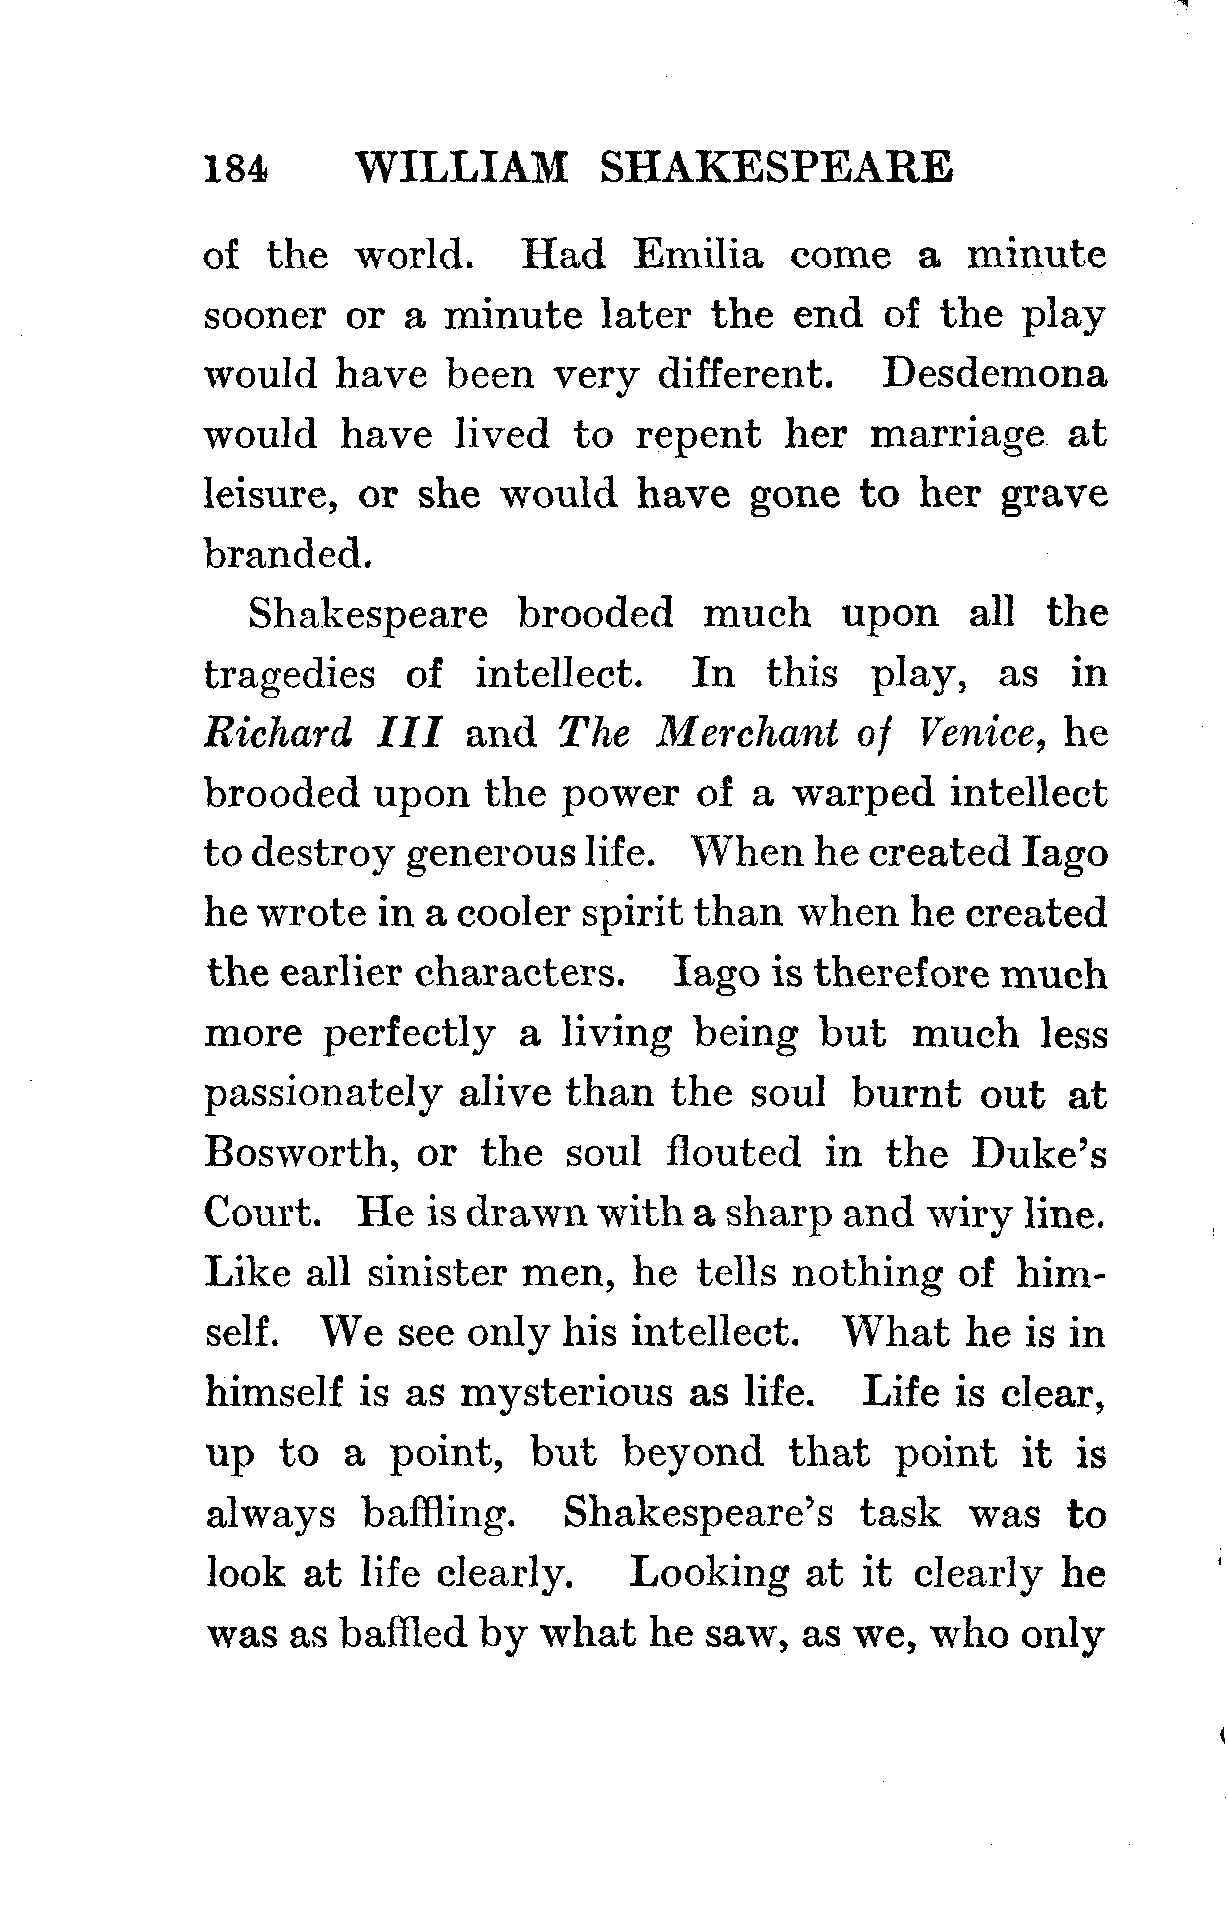 184 WILLIAM SHAKESPEARE
of the world. Had Emilia come a minute
sooner or a minute later the end of the play
would have been very different. Desdemona
would have lived to repent her marriage at
leisure, or she would have gone to her grave
branded.
Shakespeare brooded much upon all the
tragedies of intellect. In this play, as in
Richard III and The Merchant of Venice, he
brooded upon the power of a warped intellect
to destroy generous life. When he created Iago
he wrote in a cooler spirit than when he created
the earlier characters. Iago is therefore much
more perfectly a living being but much less
passionately alive than the soul burnt out at
Bosworth, or the soul flouted in the Duke's
Court. He is drawn with a sharp and wiry line.
Like all sinister men, he tells nothing of him-
self. We see only his intellect. What he is in
himself is as mysterious as life. Life is clear,
up to a point, but beyond that point it is
always baffling. Shakespeare's task was to
look at life clearly. Looking at it clearly he
was as baffled by what he saw, as we, who only